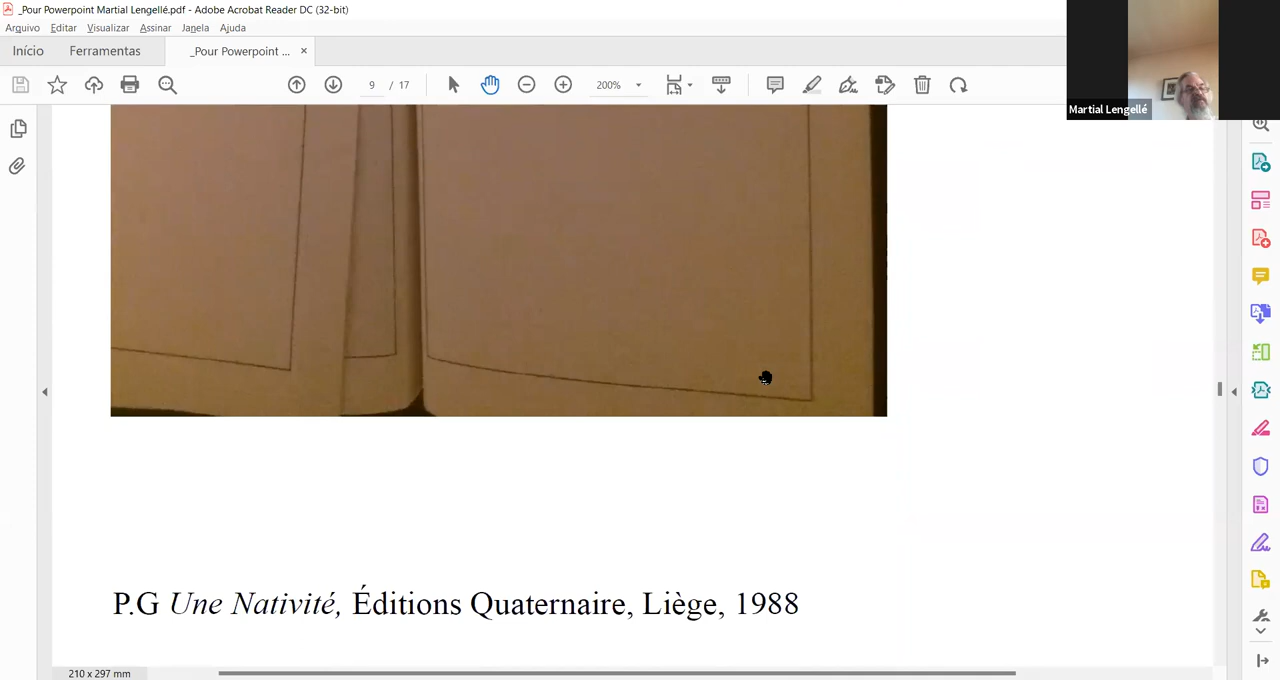 _Pour Powerpoint Martial Lengellé.pdf - Adobe Acrobat Reader DC (32-bit)
Arquivo Editar Visualizar Assinar Janela Ajuda
Início Ferramentas _Pour Powerpoint ... ×
9 / 17 200%
Martial Lengellé
P.G Une Nativité, Éditions Quaternaire, Liège, 1988
210 x 297 mm